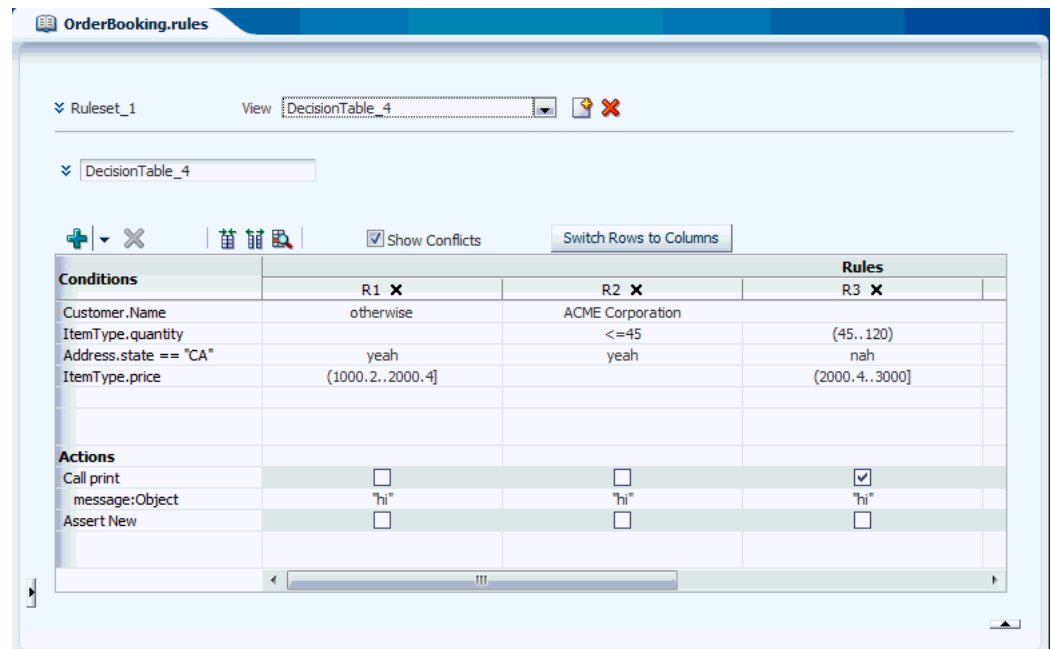 OrderBooking.rules
Ruleset_1 View DecisionTable_4
DecisionTable_4
Show Conflicts Switch Rows to Columns
Rules
Conditions
R1 R2 R3
Customer.Name otherwise ACME Corporation
ItemType.quantity <=45 (45..120)
Address.state == "CA" yeah yeah nah
ItemType.price (1000.2..2000.4] (2000.4..3000]
Actions
Call print
message:Object "hi" "hi" "hi"
Assert New